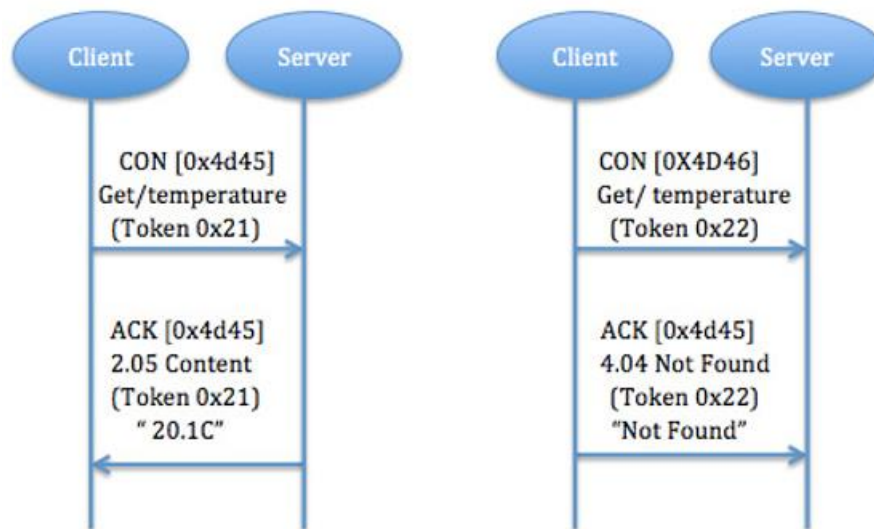 Client
Server
CON [0x4d45]
Get/temperature
(Token 0x21)
ACK [0x4d45]
2.05 Content
(Token 0x21)
“ 20.1C”
Client
Server
CON [0X4D46]
Get/ temperature
(Token 0x22)
ACK [0x4d45]
4.04 Not Found
(Token 0x22)
“Not Found”